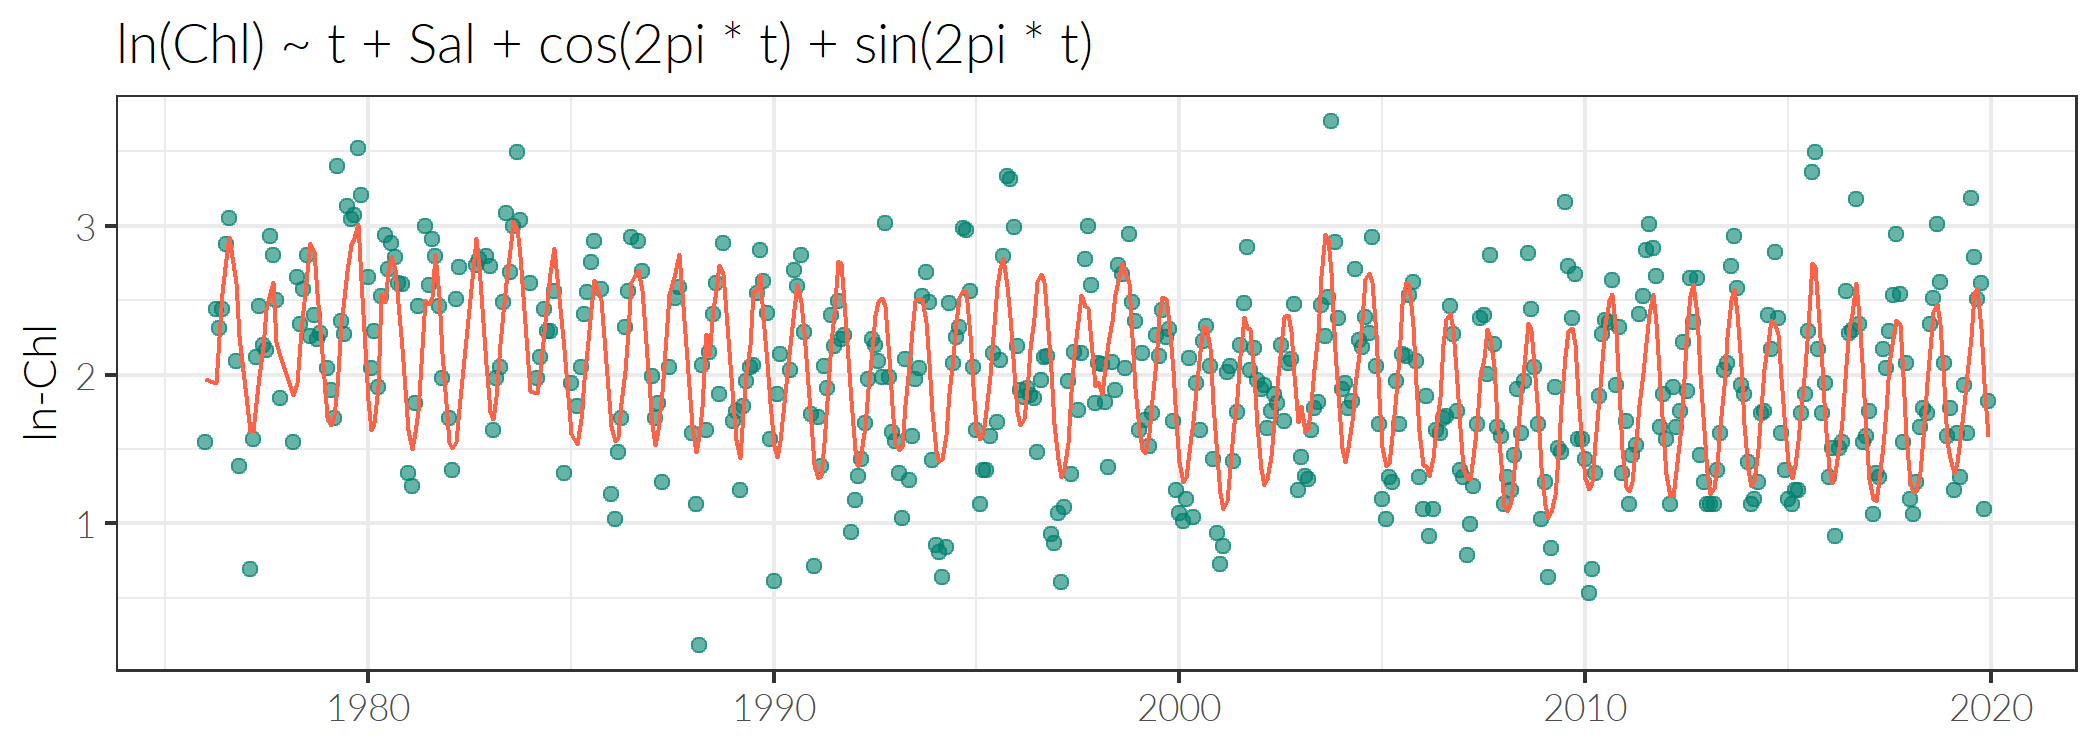 ln(Chl) ~ t + Sal + cos(2pi * t) + sin(2pi * t)
ln-Chl
3
2
1
1980 1990 2000 2010 2020